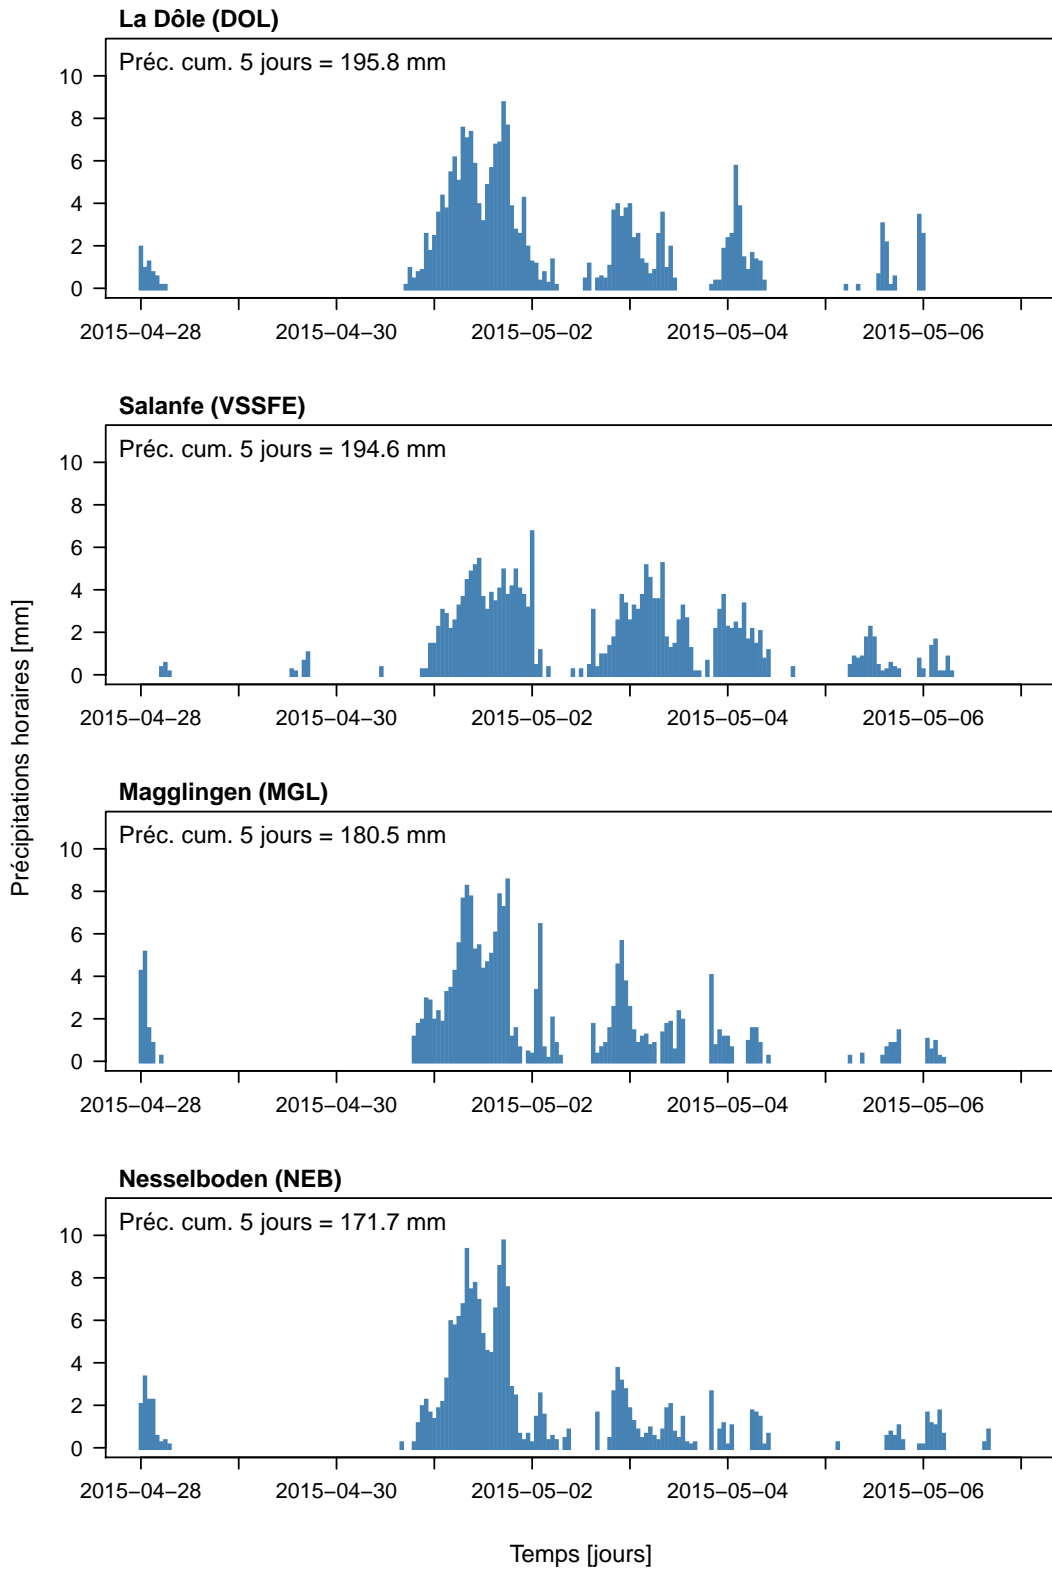 La Dôle (DOL)
Préc. cum. 5 jours = 195.8 mm
10
8
6
4
2
0
2015−04−28 2015−04−30 2015−05−02 2015−05−04 2015−05−06
Salanfe (VSSFE)
Préc. cum. 5 jours = 194.6 mm
10
8
6
4
2
0
2015−04−28 2015−04−30 2015−05−02 2015−05−04 2015−05−06
Précipitations horaires [mm]
Magglingen (MGL)
Préc. cum. 5 jours = 180.5 mm
10
8
6
4
2
0
2015−04−28 2015−04−30 2015−05−02 2015−05−04 2015−05−06
Nesselboden (NEB)
Préc. cum. 5 jours = 171.7 mm
10
8
6
4
2
0
2015−04−28 2015−04−30 2015−05−02 2015−05−04 2015−05−06
Temps [jours]